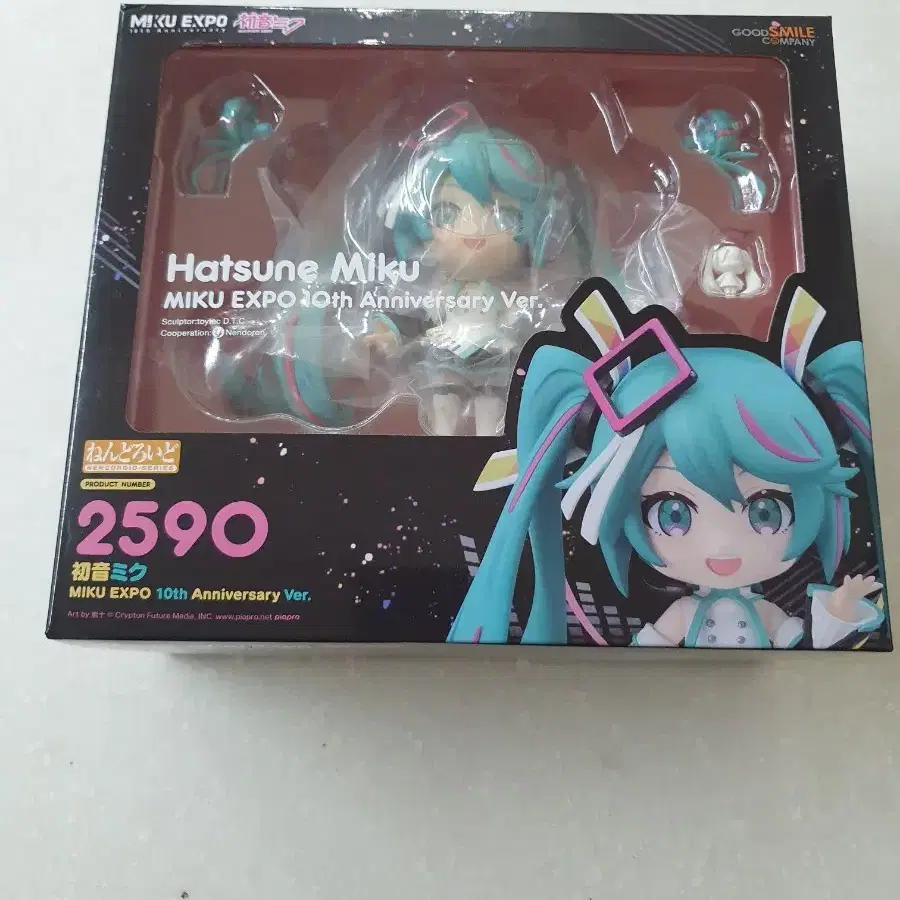 MIKU EXPO 初音ミク
10th Anniversary
GOOD SMILE
COMPANY
Hatsune Miku
MIKU EXPO 10th Anniversary Ver.
Sculptor:toytec D.T.C
Cooperation: Nendoron
ねんどろいど
NENDOROID-SERIES
PRODUCT NUMBER
2590
初音ミク
MIKU EXPO 10th Anniversary Ver.
Art by © Crypton Future Media, INC. www.piapro.net piapro